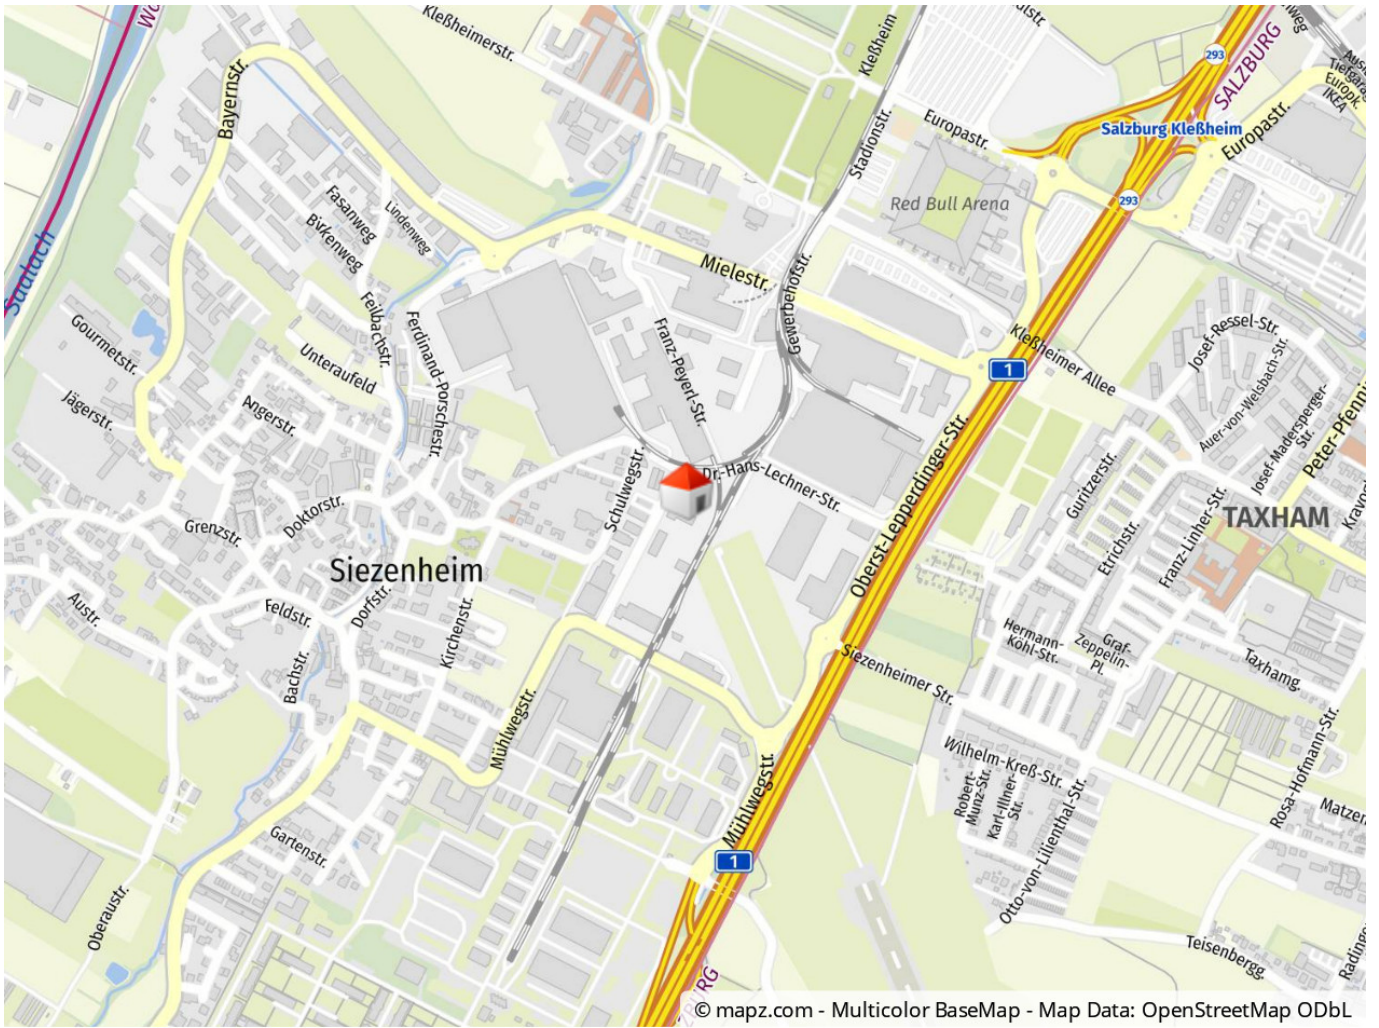 Kleßheimerstr.
Kleßheim
293
SALZBURG
Europastr.
Salzburg Kleßheim
Europastr.
Tiefgarage
Europk.
IKEA
Bayernstr.
Stadionstr.
Fasanweg
Birkenweg
Lindenweg
Red Bull Arena
293
Saalach
Mielestr.
Gewerbehofstr.
Gourmetstr.
Feilbachstr.
Ferdinand-Porschestr.
Franz-Peyerl-Str.
Kleßheimer Allee
Josef-Ressel-Str.
Unteraufeld
1
Auer-von-Welsbach-Str.
Jägerstr.
Angerstr.
Josef-Madersperger-
Str.
Schulwegstr.
Dr.-Hans-Lechner-Str.
Oberst-Lepperdinger-Str.
Guritzerstr.
Grenzstr.
Doktorstr.
Etrichstr.
Franz-Linher-Str.
TAXHAM
Siezenheim
Austr.
Feldstr.
Dorfstr.
Kirchenstr.
Bachstr.
Siezenheimer Str.
Hermann-
Köhl-Str.
Graf-
Zeppelin-
Pl.
Taxhamg.
Mühlwegstr.
Mühlwegstr.
Wilhelm-Kreß-Str.
Robert-
Munz-Str.
Karl-Illner-
Str.
Otto-von-Lilienthal-Str.
Rosa-Hofmann-Str.
Gartenstr.
1
Oberaustr.
Teisenbergg.
© mapz.com - Multicolor BaseMap - Map Data: OpenStreetMap ODbL